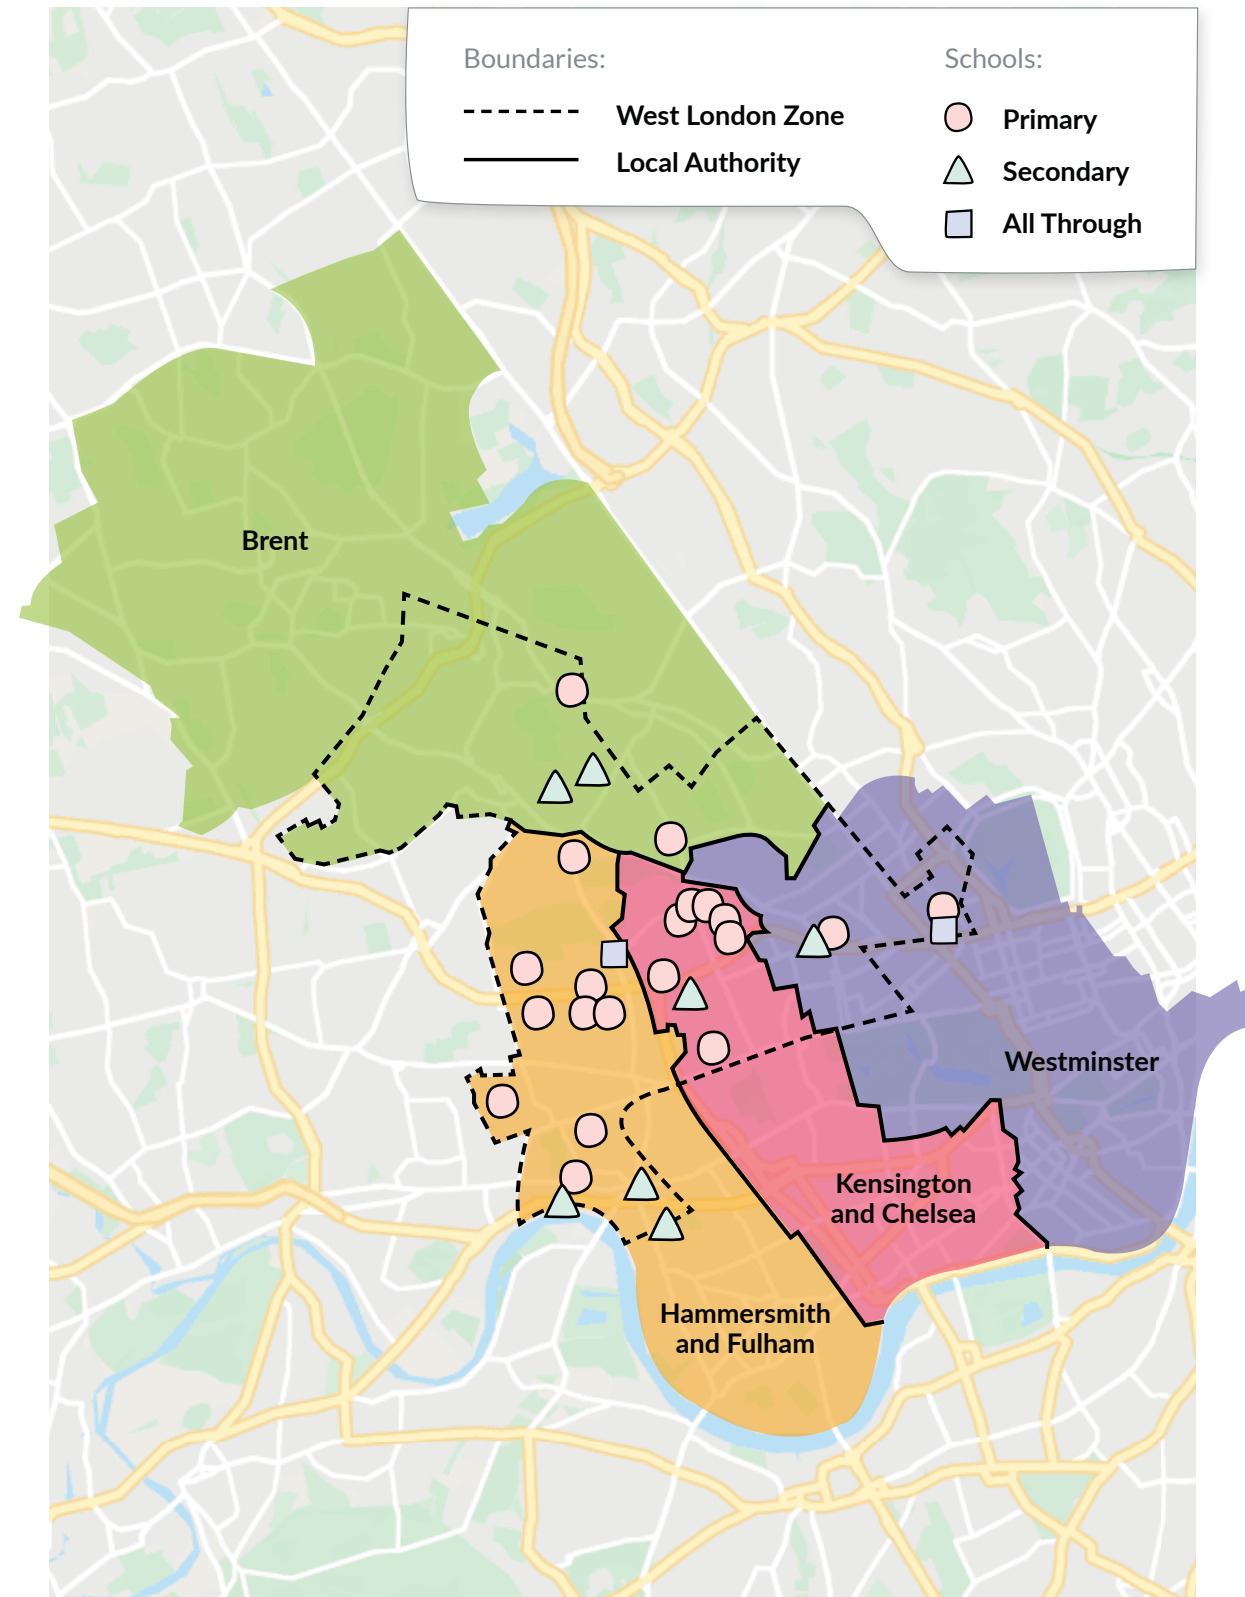 Boundaries:
West London Zone
Local Authority
Schools:
Primary
Secondary
All Through
Brent
Westminster
Kensington
and Chelsea
Hammersmith
and Fulham